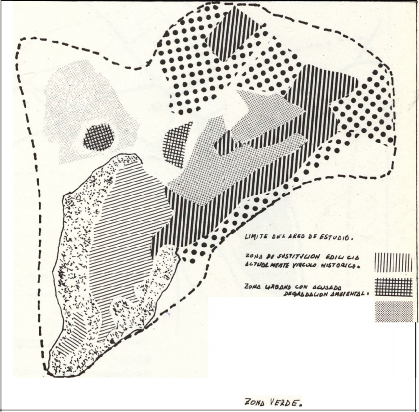 LIMITE DEL AREA DE ESTUDIO.
ZONA DE SUSTITUCION EDILICIA
ACTUALMENTE VINCULO HISTORICO.
ZONA URBANA CON ACUSADA
DEGRADACION AMBIENTAL.
ZONA VERDE.